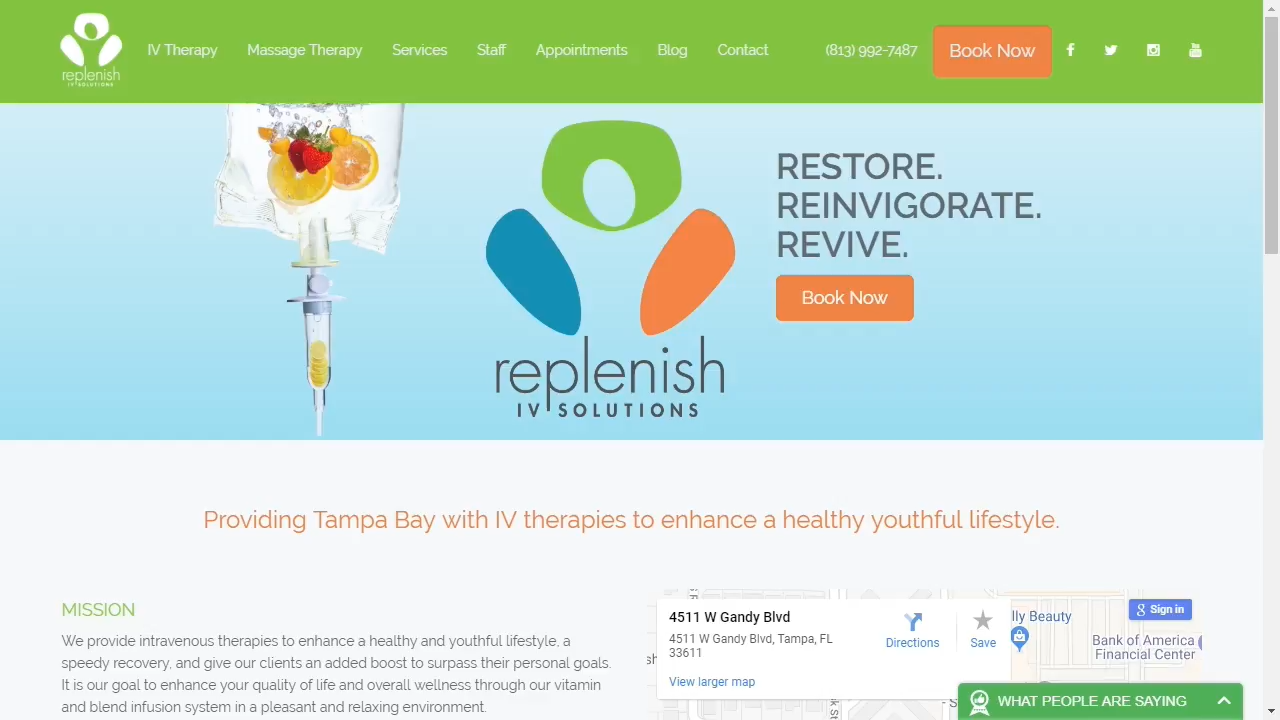 replenish
IV SOLUTIONS
IV Therapy
Massage Therapy
Services
Staff
Appointments
Blog
Contact
(813) 992-7487
Book Now
RESTORE.
REINVIGORATE.
REVIVE.
Book Now
replenish
IV SOLUTIONS
Providing Tampa Bay with IV therapies to enhance a healthy youthful lifestyle.
MISSION
We provide intravenous therapies to enhance a healthy and youthful lifestyle, a
speedy recovery, and give our clients an added boost to surpass their personal goals.
It is our goal to enhance your quality of life and overall wellness through our vitamin
and blend infusion system in a pleasant and relaxing environment.
4511 W Gandy Blvd
4511 W Gandy Blvd, Tampa, FL
33611
Directions
Save
View larger map
lly Beauty
Sign in
Bank of America
Financial Center
WHAT PEOPLE ARE SAYING